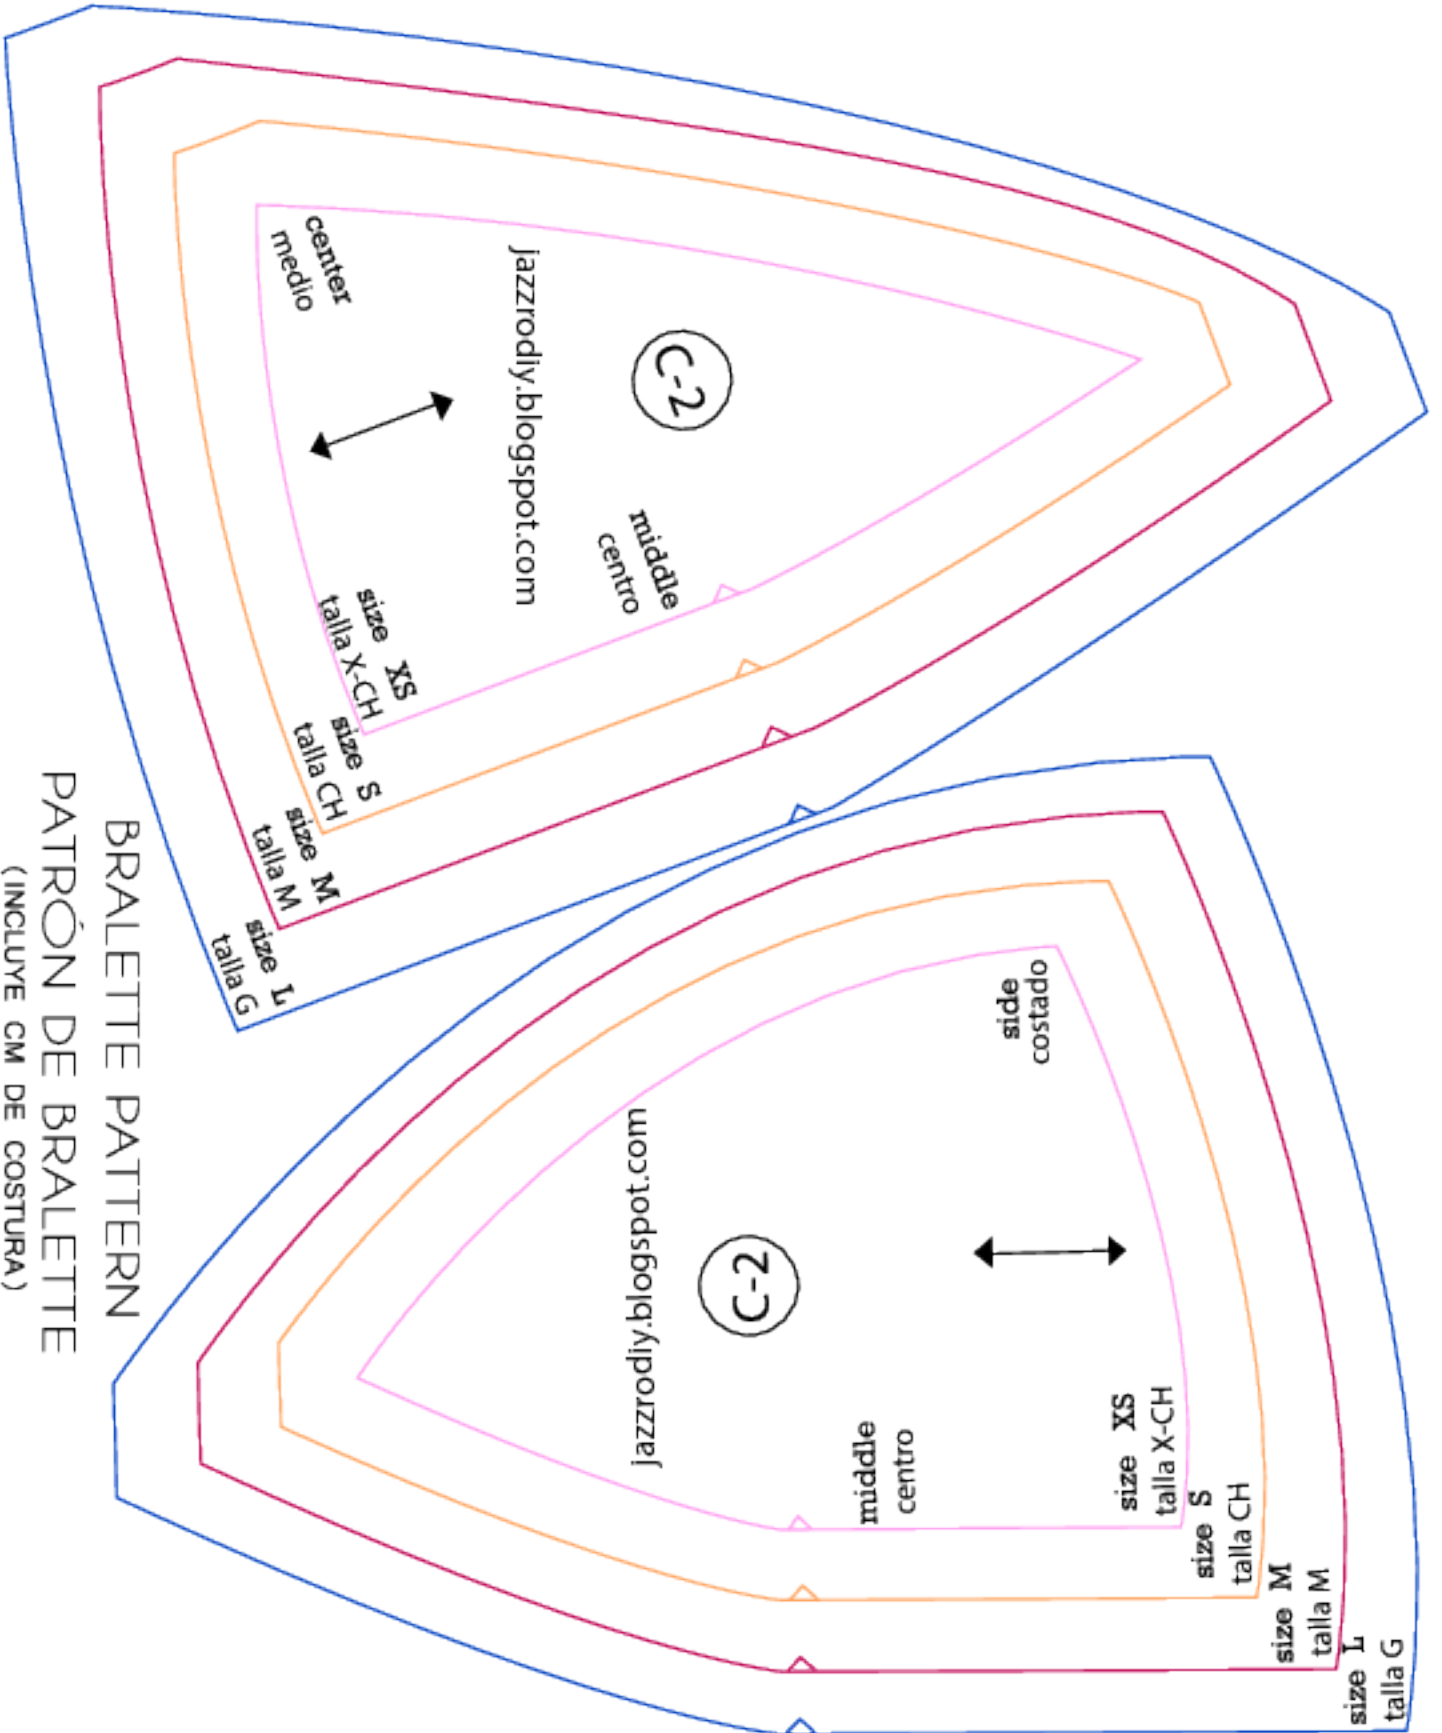 center
medio
jazzrodiy.blogspot.com
C-2
middle
centro
size XS
talla X-CH
size S
talla CH
size M
talla M
size L
talla G
BRALETTE PATTERN
PATRÓN DE BRALETTE
(INCLUYE CM DE COSTURA)
side
costado
jazzrodiy.blogspot.com
C-2
middle
centro
size XS
talla X-CH
size S
talla CH
size M
talla M
size L
talla G